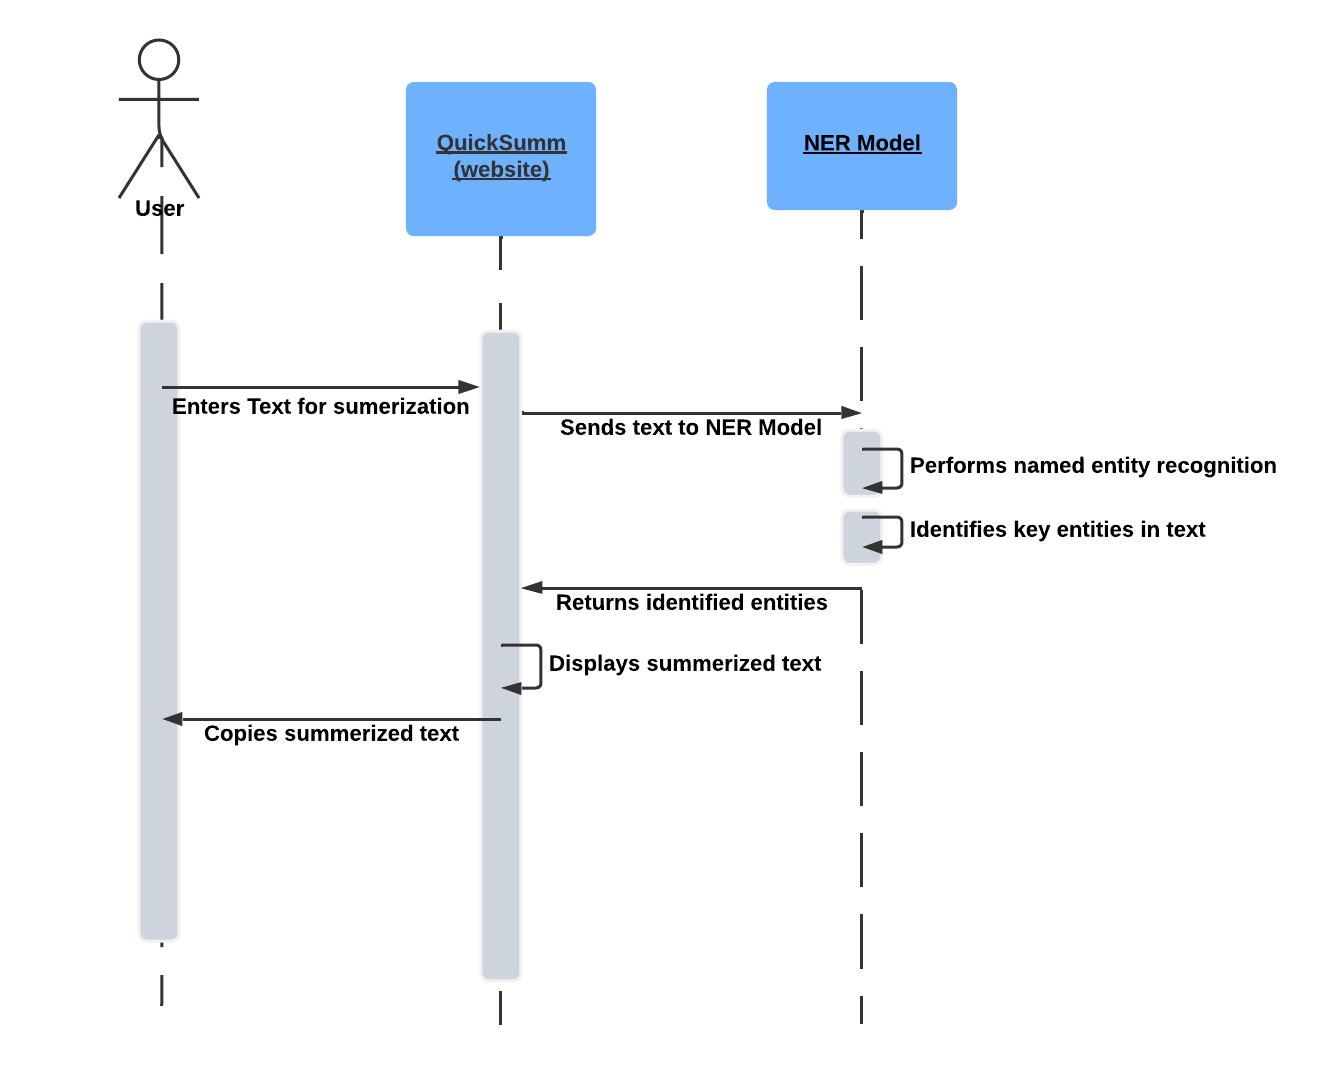 User
QuickSumm
(website)
NER Model
Enters Text for sumerization
Sends text to NER Model
Performs named entity recognition
Identifies key entities in text
Returns identified entities
Displays summerized text
Copies summerized text